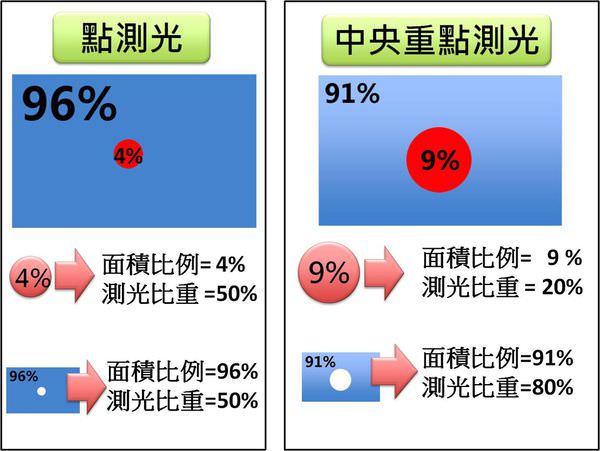 點測光
96%
4%
4%
面積比例= 4%
測光比重 =50%
96%
面積比例=96%
測光比重=50%
中央重點測光
91%
9%
9%
面積比例= 9 %
測光比重 = 20%
91%
面積比例=91%
測光比重=80%